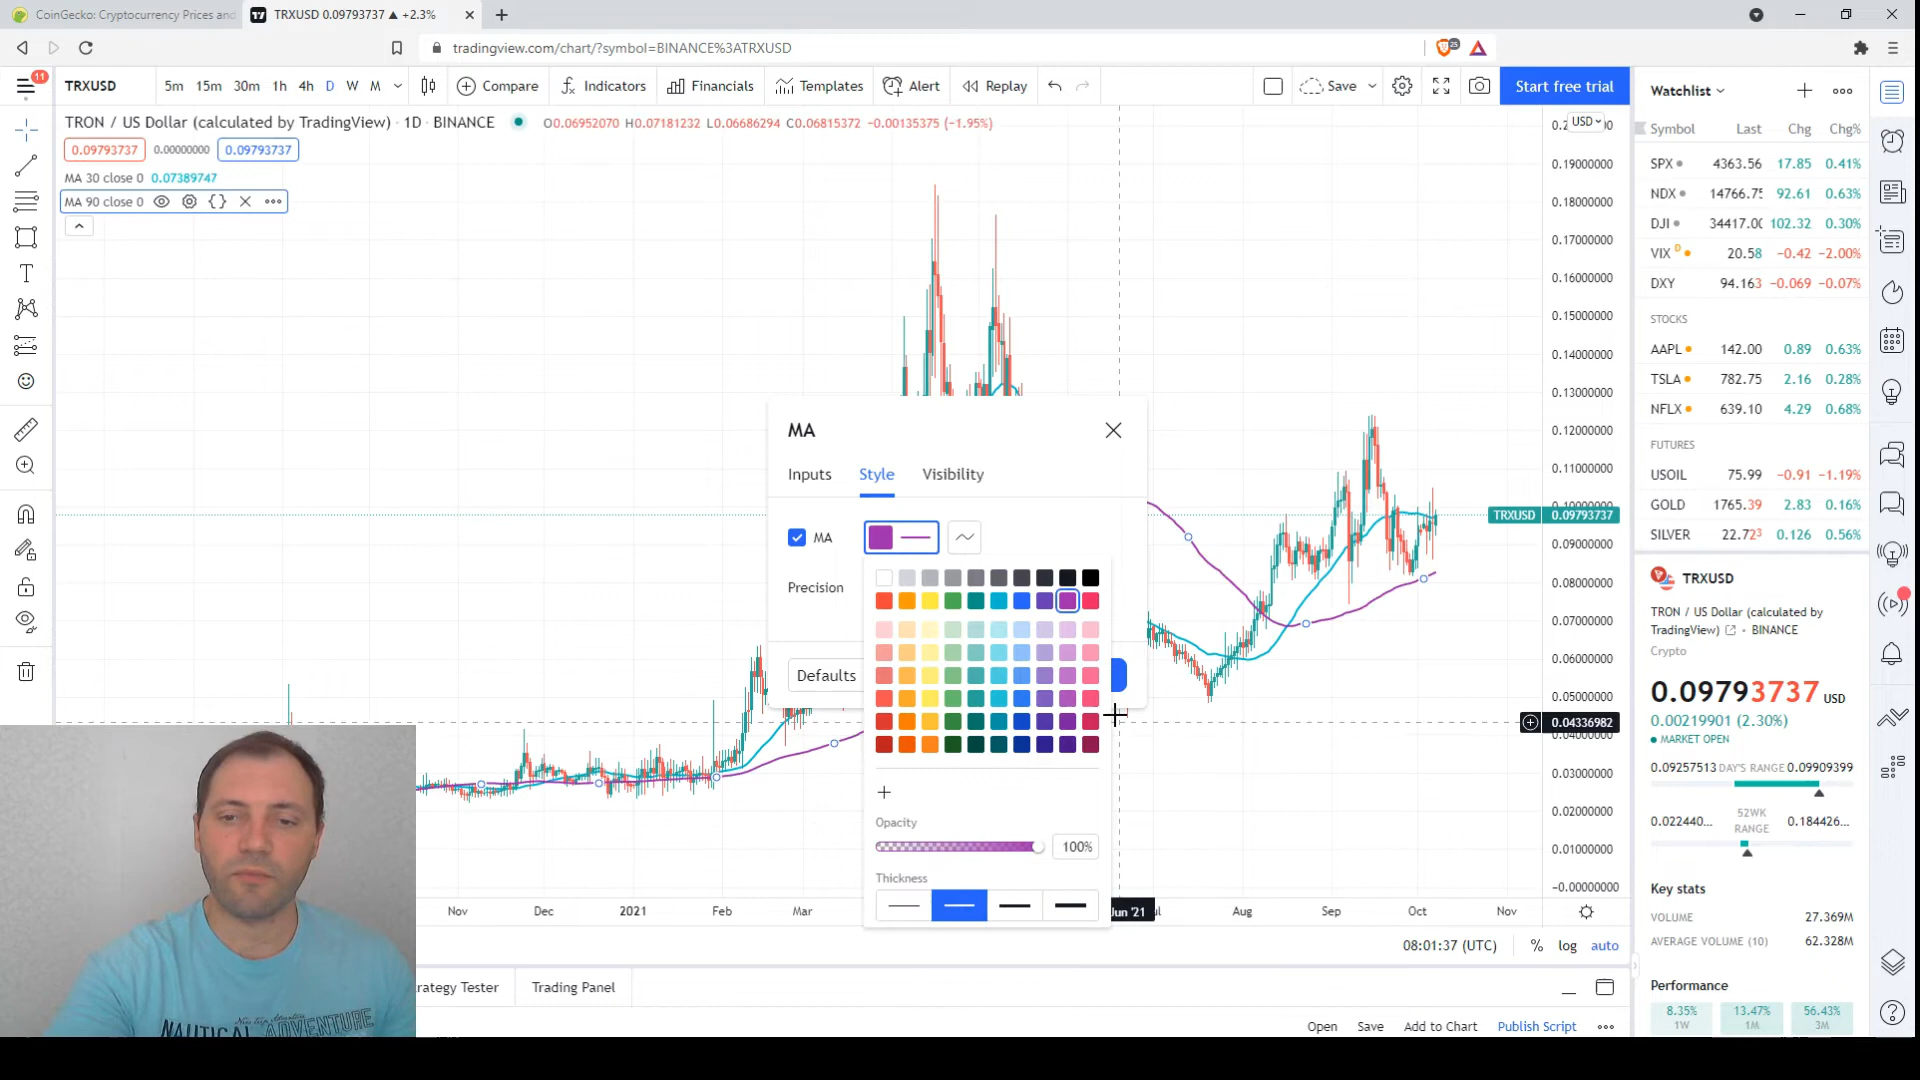 CoinGecko: Cryptocurrency Prices and
TRXUSD 0.09793737 ▲ +2.3%
tradingview.com/chart/?symbol=BINANCE%3ATRXUSD
25
11
TRXUSD 5m 15m 30m 1h 4h D W M Compare Indicators Financials Templates Alert Replay Save Start free trial
TRON / US Dollar (calculated by TradingView) · 1D · BINANCE O0.06952070 H0.07181232 L0.06686294 C0.06815372 −0.00135375 (−1.95%)
0.09793737 0.00000000 0.09793737
MA 30 close 0 0.07389747
MA 90 close 0
USD
0.19000000
0.18000000
0.17000000
0.16000000
0.15000000
0.14000000
0.13000000
0.12000000
0.11000000
0.10000000
TRXUSD 0.09793737
0.09000000
0.08000000
0.07000000
0.06000000
0.05000000
0.04336982
0.04000000
0.03000000
0.02000000
0.01000000
−0.00000000
MA
Inputs Style Visibility
MA
Precision
Defaults
Opacity
100%
Thickness
Nov Dec 2021 Feb Mar Jun '21 Aug Sep Oct Nov
08:01:37 (UTC) % log auto
rategy Tester Trading Panel
Open Save Add to Chart Publish Script
Watchlist
Symbol Last Chg Chg%
SPX 4363.56 17.85 0.41%
NDX 14766.75 92.61 0.63%
DJI 34417.00 102.32 0.30%
VIX D 20.58 −0.42 −2.00%
DXY 94.163 −0.069 −0.07%
STOCKS
AAPL 142.00 0.89 0.63%
TSLA 782.75 2.16 0.28%
NFLX 639.10 4.29 0.68%
FUTURES
USOIL 75.99 −0.91 −1.19%
GOLD 1765.39 2.83 0.16%
SILVER 22.723 0.126 0.56%
TRXUSD
TRON / US Dollar (calculated by
TradingView) • BINANCE
Crypto
0.09793737 USD
0.00219901 (2.30%)
MARKET OPEN
0.09257513 DAY'S RANGE 0.09909399
0.022440... 52WK RANGE 0.184426...
Key stats
VOLUME 27.369M
AVERAGE VOLUME (10) 62.328M
Performance
8.35% 13.47% 56.43%
1W 1M 3M
NAUTICAL ADVENTURE